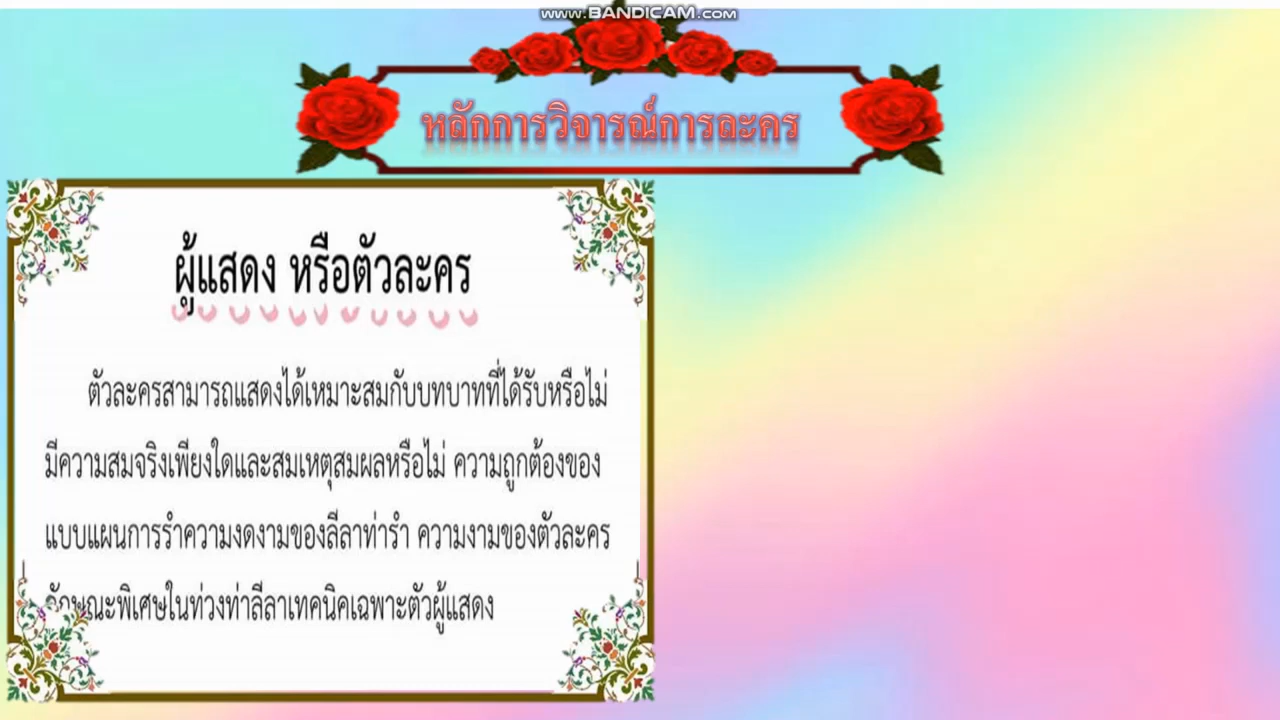 www.BANDICAM.com
หลักการวิจารณ์การละคร
ผู้แสดง หรือตัวละคร
ตัวละครสามารถแสดงได้เหมาะสมกับบทบาทที่ได้รับหรือไม่
มีความสมจริงเพียงใดและสมเหตุสมผลหรือไม่ ความถูกต้องของ
แบบแผนการรำความงดงามของลีลาท่ารำ ความงามของตัวละคร
ลักษณะพิเศษในท่วงท่าลีลาเทคนิคเฉพาะตัวผู้แสดง